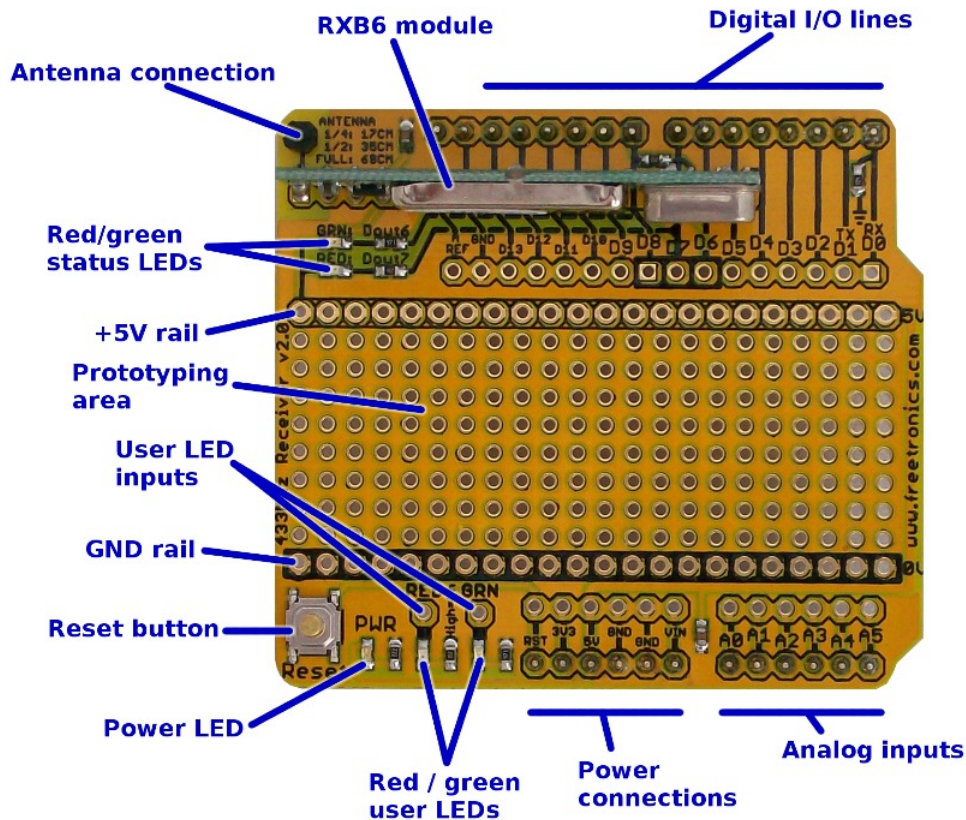 RXB6 module
Digital I/O lines
Antenna connection
ANTENNA
1/4: 17CM
1/2: 35CM
FULL: 68CM
Red/green
status LEDs
GRN:
Dout6
RED:
Dout7
A
REF
GND
D13
D12
D11
D10
D9
D8
D7
D6
D5
D4
D3
D2
TX
D1
RX
D0
+5V rail
5V
Prototyping
area
Receiver v2.0
www.freetronics.com
User LED
inputs
GND rail
0V
Reset button
PWR
RED
GRN
Reset
RST
3V3
5V
GND
GND
VIN
A0
A1
A2
A3
A4
A5
Power LED
Red / green
user LEDs
Power
connections
Analog inputs